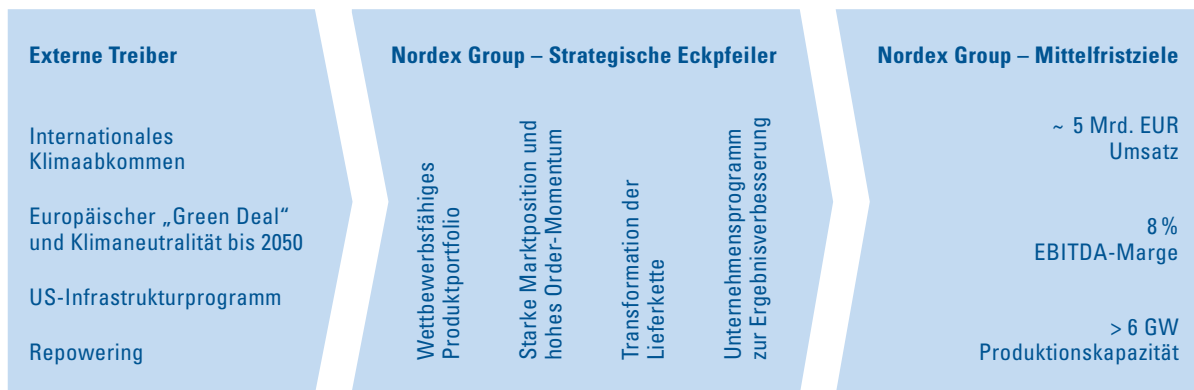 Externe Treiber
Internationales
Klimaabkommen
Europäischer „Green Deal“
und Klimaneutralität bis 2050
US-Infrastrukturprogramm
Repowering
Nordex Group – Strategische Eckpfeiler
Wettbewerbsfähiges
Produktportfolio
Starke Marktposition und
hohes Order-Momentum
Transformation der
Lieferkette
Unternehmensprogramm
zur Ergebnisverbesserung
Nordex Group – Mittelfristziele
~ 5 Mrd. EUR
Umsatz
8 %
EBITDA-Marge
> 6 GW
Produktionskapazität